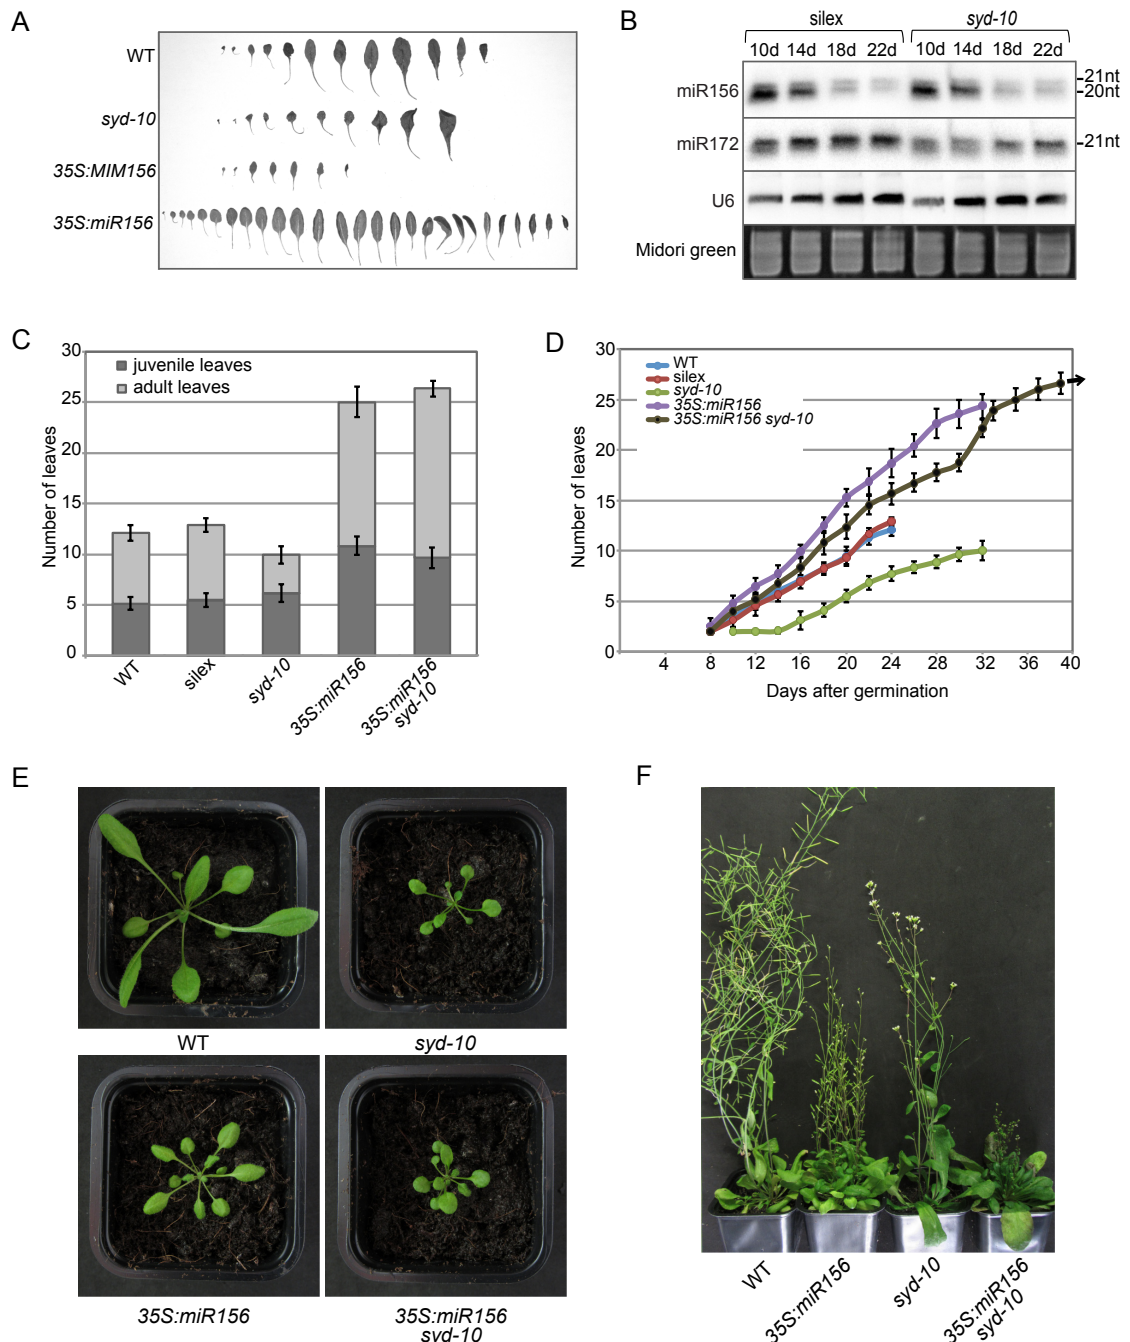 A
WT
syd-10
35S:MIM156
35S:miR156
B
silex
syd-10
10d 14d 18d 22d 10d 14d 18d 22d
miR156
21nt
20nt
miR172
21nt
U6
Midori green
C
30
25
20
15
10
5
0
Number of leaves
juvenile leaves
adult leaves
WT
silex
syd-10
35S:miR156
35S:miR156
syd-10
D
30
25
20
15
10
5
0
Number of leaves
WT
silex
syd-10
35S:miR156
35S:miR156 syd-10
4 8 12 16 20 24 28 32 36 40
Days after germination
E
WT
syd-10
35S:miR156
35S:miR156
syd-10
F
WT
35S:miR156
syd-10
35S:miR156
syd-10